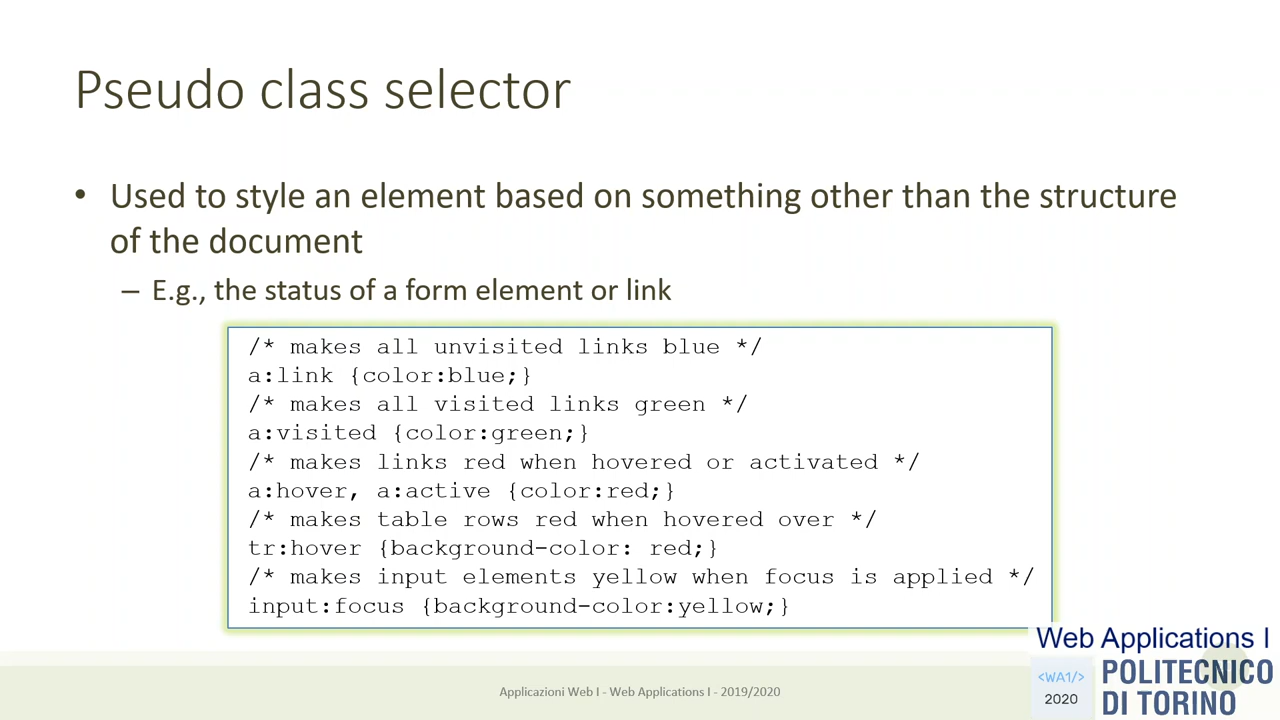 Pseudo class selector
• Used to style an element based on something other than the structure
of the document
– E.g., the status of a form element or link
/* makes all unvisited links blue */
a:link {color:blue;}
/* makes all visited links green */
a:visited {color:green;}
/* makes links red when hovered or activated */
a:hover, a:active {color:red;}
/* makes table rows red when hovered over */
tr:hover {background-color: red;}
/* makes input elements yellow when focus is applied */
input:focus {background-color:yellow;}
Applicazioni Web I - Web Applications I - 2019/2020
Web Applications I
<WA1/>
2020
POLITECNICO
DI TORINO